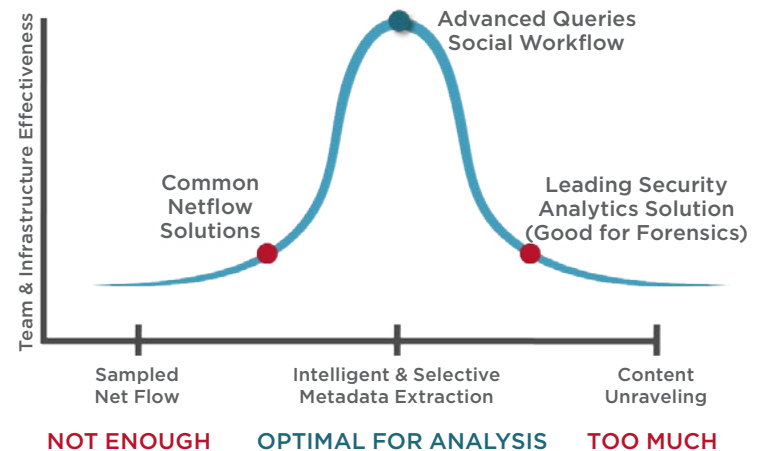 Team & Infrastructure Effectiveness
Advanced Queries
Social Workflow
Common
Netflow
Solutions
Leading Security
Analytics Solution
(Good for Forensics)
Sampled
Net Flow
Intelligent & Selective
Metadata Extraction
Content
Unraveling
NOT ENOUGH
OPTIMAL FOR ANALYSIS
TOO MUCH